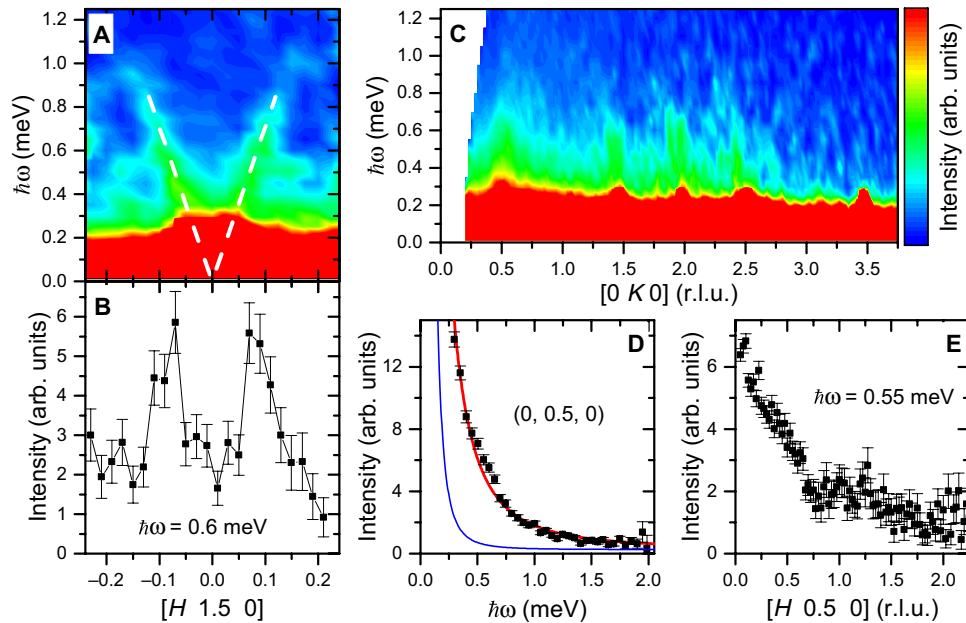 A
ħω (meV)
1.2
1.0
0.8
0.6
0.4
0.2
0.0
C
ħω (meV)
1.2
1.0
0.8
0.6
0.4
0.2
0.0
0.0 0.5 1.0 1.5 2.0 2.5 3.0 3.5
[0 K 0] (r.l.u.)
Intensity (arb. units)
B
Intensity (arb. units)
6
5
4
3
2
1
0
ħω = 0.6 meV
−0.2 −0.1 0.0 0.1 0.2
[H 1.5 0]
D
Intensity (arb. units)
12
8
4
0
(0, 0.5, 0)
0.0 0.5 1.0 1.5 2.0
ħω (meV)
E
Intensity (arb. units)
6
4
2
0
ħω = 0.55 meV
0.0 0.5 1.0 1.5 2.0
[H 0.5 0] (r.l.u.)